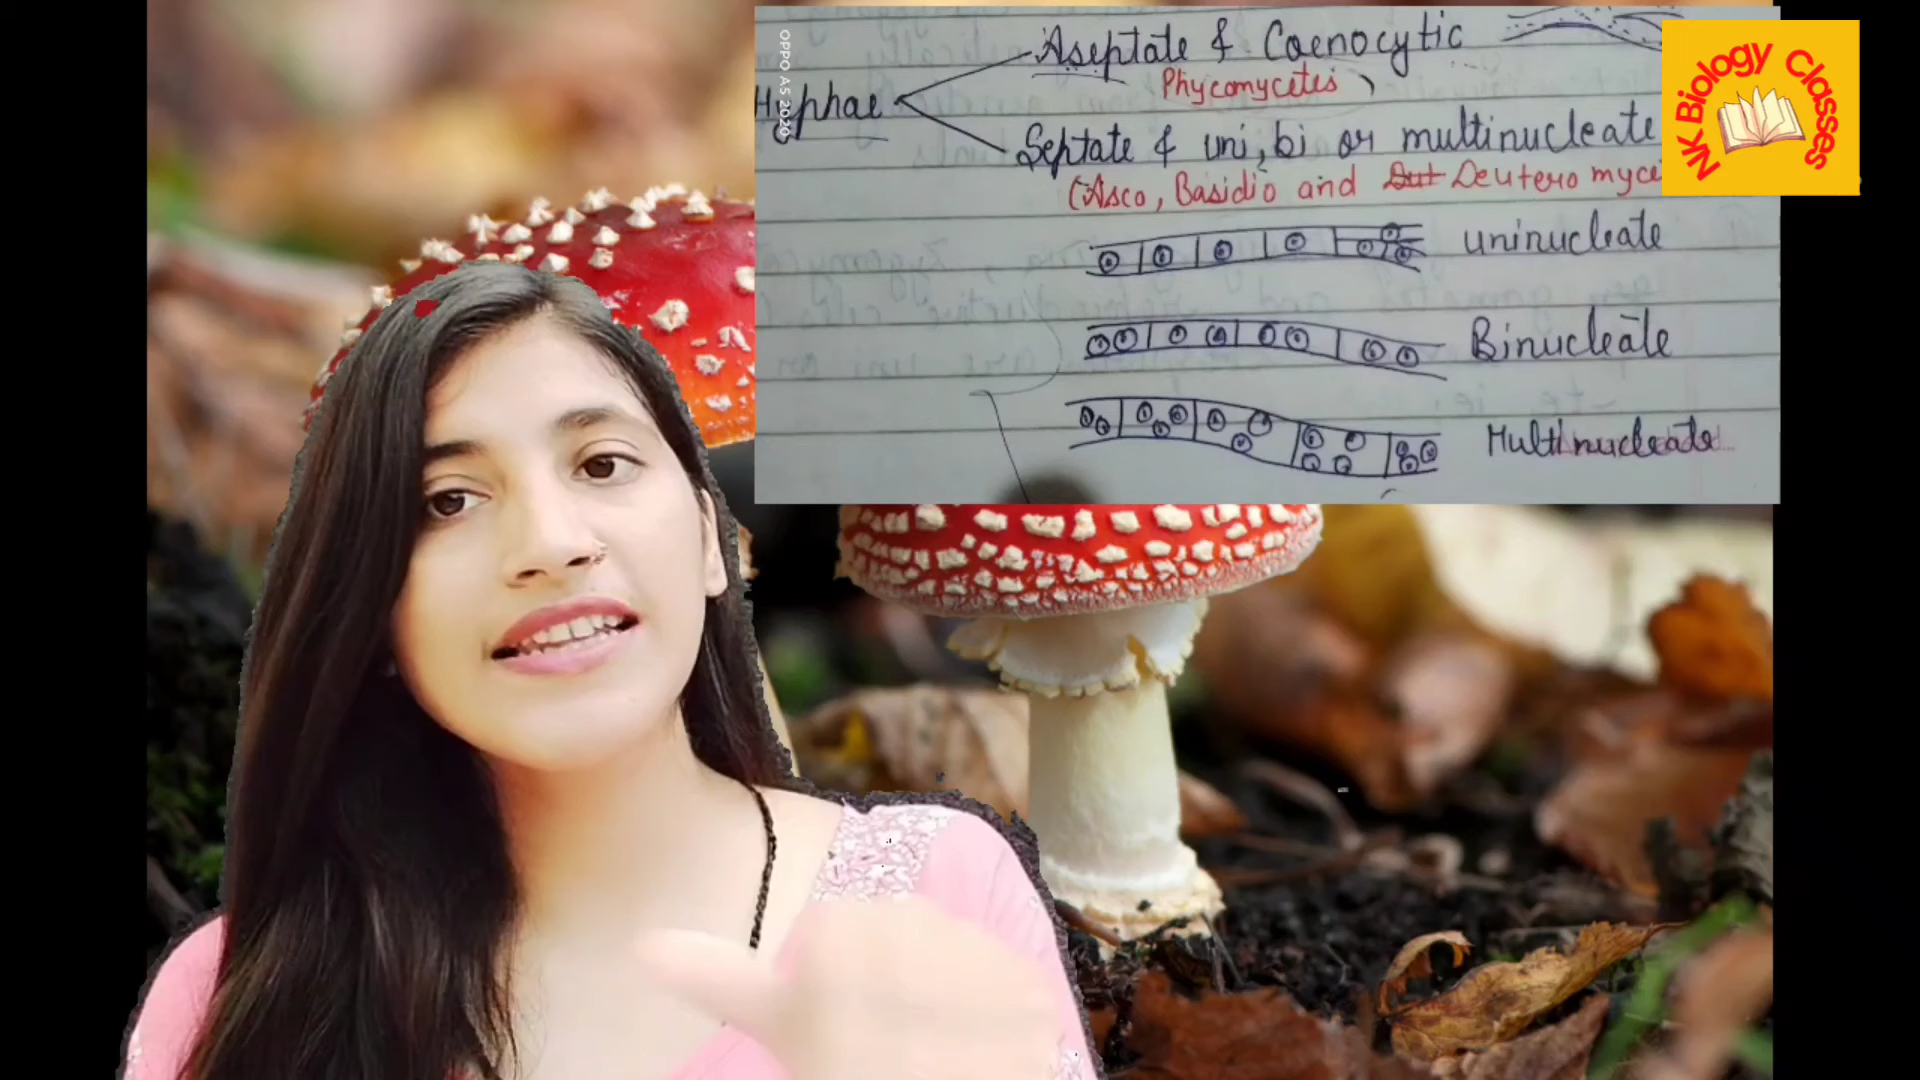 Aseptate & Coenocytic
Phycomycetes
Hyphae
Septate & uni, bi or multinucleate
(Asco, Basidio and Deutero myce
uninucleate
Binucleate
Multinucleate
OPPO A5 2020
NK Biology Classes